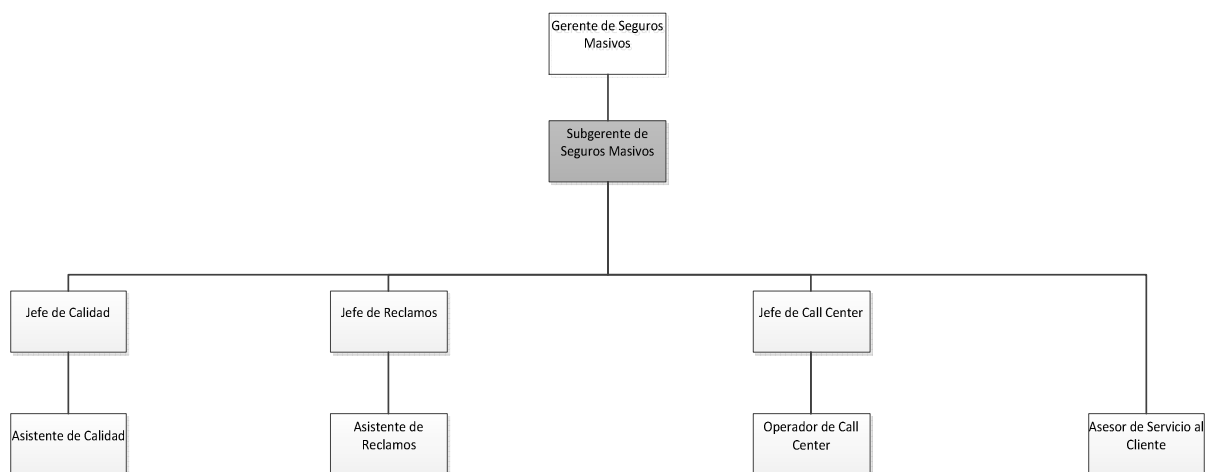 Gerente de Seguros
Masivos
Subgerente de
Seguros Masivos
Jefe de Calidad
Jefe de Reclamos
Jefe de Call Center
Asistente de Calidad
Asistente de
Reclamos
Operador de Call
Center
Asesor de Servicio al
Cliente